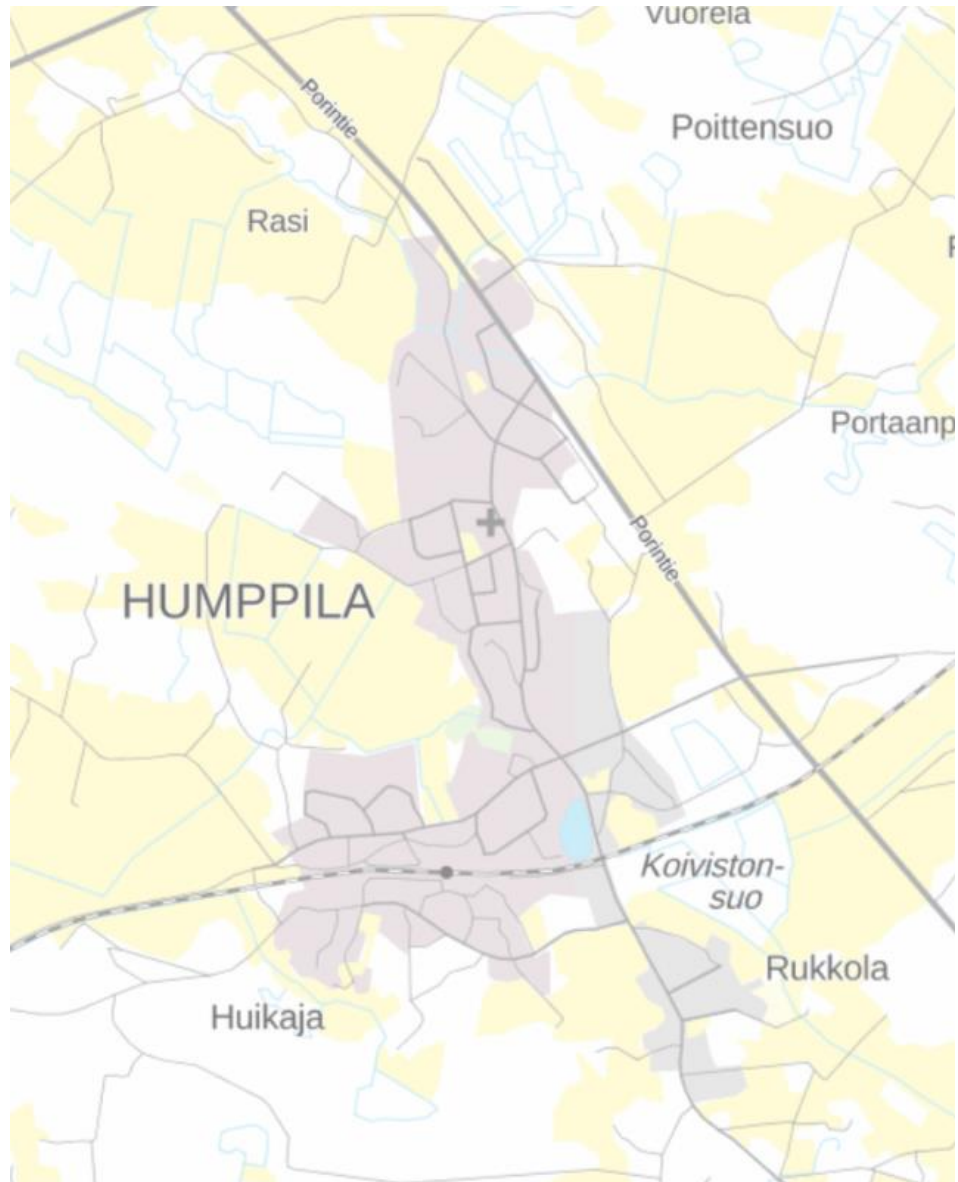 Vuorela
Porintie
Poittensuo
Rasi
Portaanp
Porintie
HUMPPILA
Koiviston-
suo
Rukkola
Huikaja